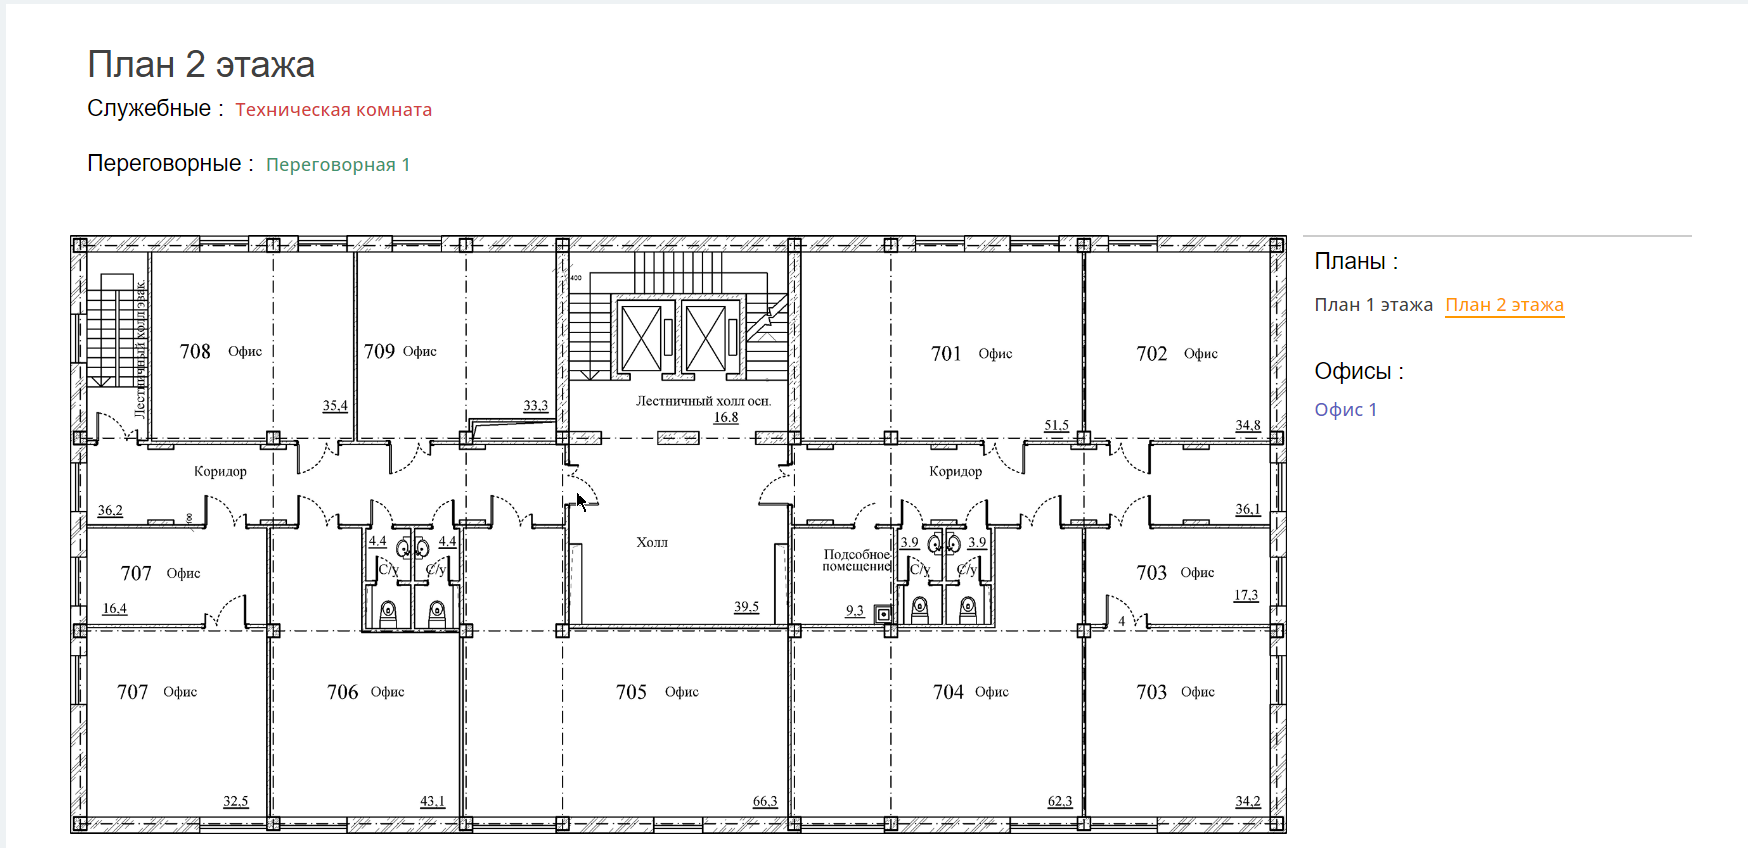 План 2 этажа
Служебные : Техническая комната
Переговорные : Переговорная 1
Планы :
План 1 этажа План 2 этажа
Офисы :
Офис 1
400
Лестничный холл эвак.
708 Офис
35,4
709 Офис
33,3
Лестничный холл осн.
16.8
701 Офис
51,5
702 Офис
34,8
Коридор
36,2
Коридор
36,1
Холл
39,5
4.4
4.4
С/у
С/у
Подсобное
помещение
9,3
3.9
3.9
С/у
С/у
707 Офис
16,4
703 Офис
17,3
4
707 Офис
32,5
706 Офис
43,1
705 Офис
66,3
704 Офис
62,3
703 Офис
34,2